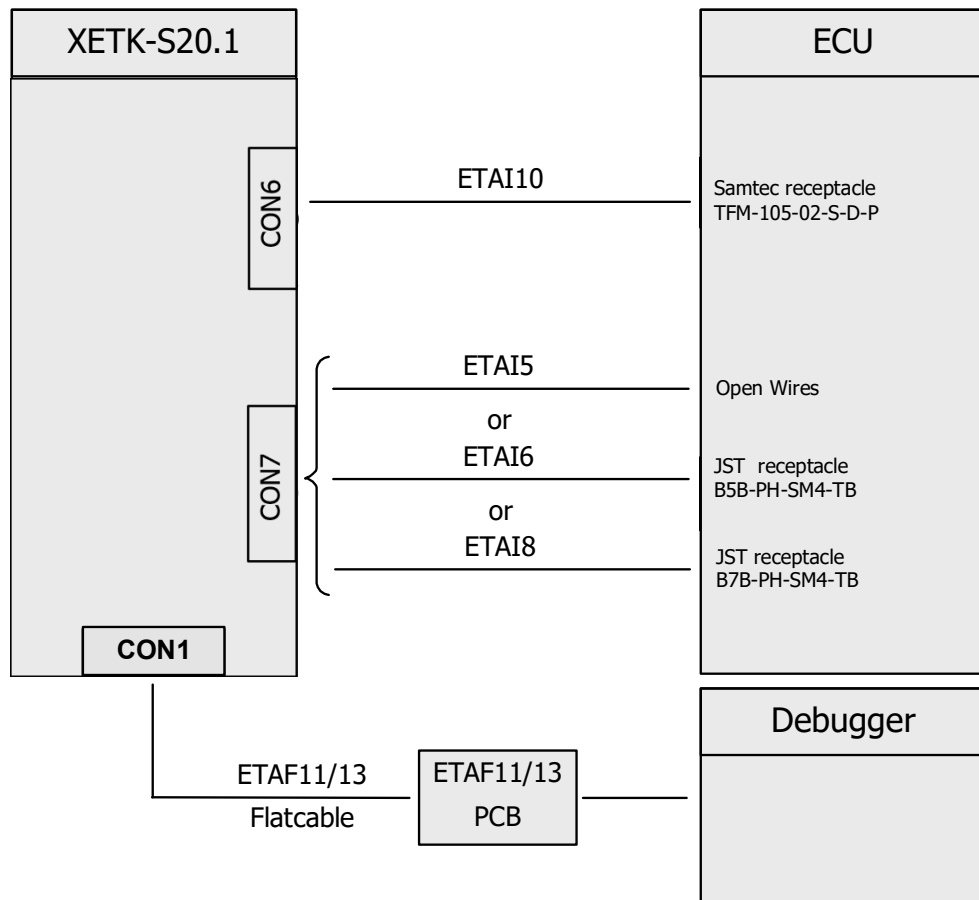 XETK-S20.1
ECU
CON6
ETAI10
Samtec receptacle
TFM-105-02-S-D-P
CON7
ETAI5
Open Wires
or
ETAI6
JST receptacle
B5B-PH-SM4-TB
or
ETAI8
JST receptacle
B7B-PH-SM4-TB
CON1
Debugger
ETAF11/13
Flatcable
ETAF11/13
PCB